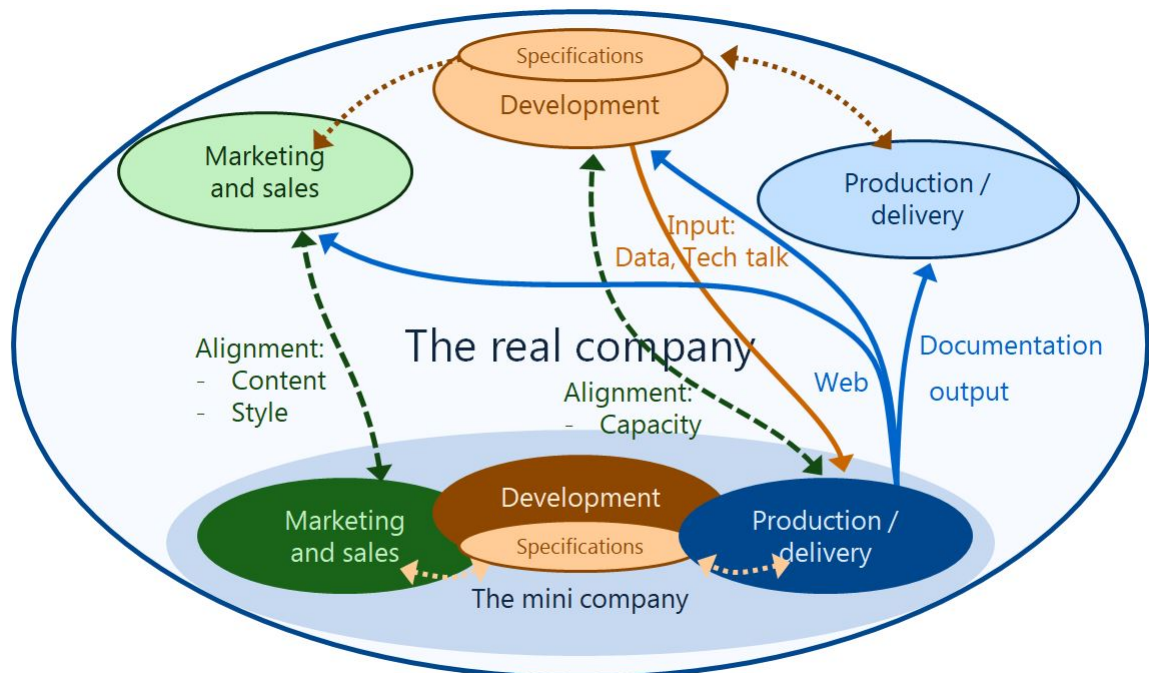 Specifications
Development
Marketing
and sales
Production /
delivery
Input:
Data, Tech talk
The real company
Alignment:
- Content
- Style
Alignment:
- Capacity
Web
Documentation
output
Development
Specifications
Marketing
and sales
Production /
delivery
The mini company